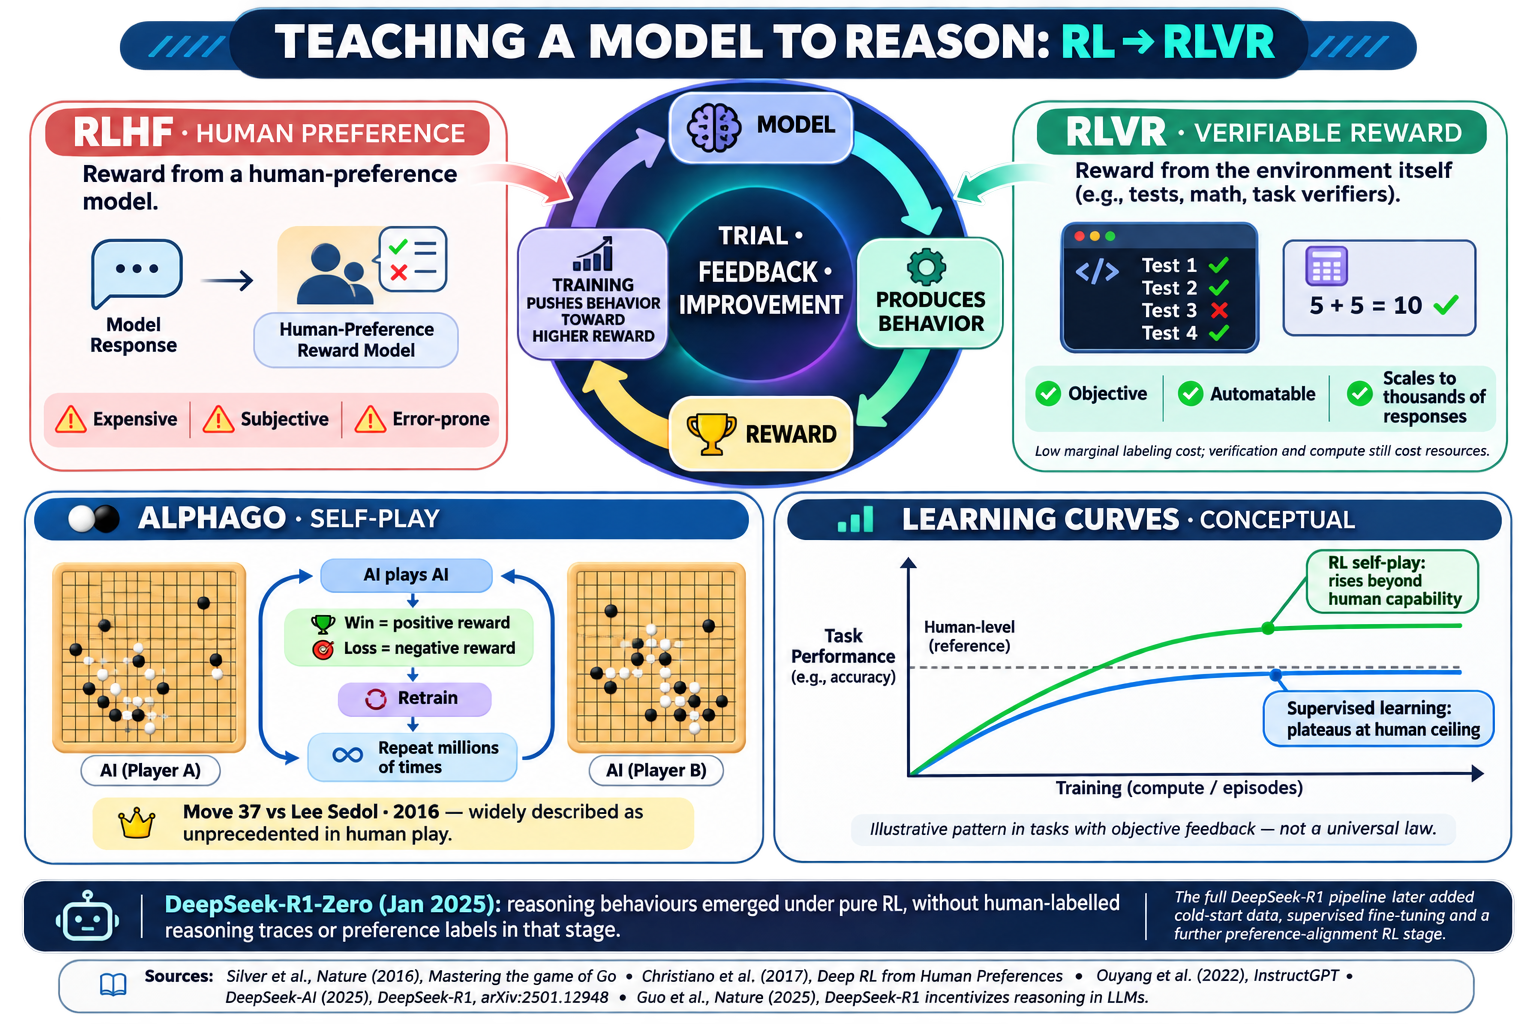 TEACHING A MODEL TO REASON: RL → RLVR
RLHF · HUMAN PREFERENCE
Reward from a human-preference
model.
Model
Response
Human-Preference
Reward Model
Expensive
Subjective
Error-prone
MODEL
PRODUCES
BEHAVIOR
REWARD
TRAINING
PUSHES BEHAVIOR
TOWARD
HIGHER REWARD
TRIAL •
FEEDBACK •
IMPROVEMENT
RLVR · VERIFIABLE REWARD
Reward from the environment itself
(e.g., tests, math, task verifiers).
</>
Test 1
Test 2
Test 3
Test 4
5 + 5 = 10
Objective
Automatable
Scales to
thousands of
responses
Low marginal labeling cost; verification and compute still cost resources.
ALPHAGO · SELF-PLAY
AI (Player A)
AI plays AI
Win = positive reward
Loss = negative reward
Retrain
Repeat millions
of times
AI (Player B)
Move 37 vs Lee Sedol · 2016 — widely described as
unprecedented in human play.
LEARNING CURVES · CONCEPTUAL
Task
Performance
(e.g., accuracy)
Human-level
(reference)
RL self-play:
rises beyond
human capability
Supervised learning:
plateaus at human ceiling
Training (compute / episodes)
Illustrative pattern in tasks with objective feedback — not a universal law.
DeepSeek-R1-Zero (Jan 2025): reasoning behaviours emerged under pure RL, without human-labelled
reasoning traces or preference labels in that stage.
The full DeepSeek-R1 pipeline later added
cold-start data, supervised fine-tuning and a
further preference-alignment RL stage.
Sources: Silver et al., Nature (2016), Mastering the game of Go • Christiano et al. (2017), Deep RL from Human Preferences • Ouyang et al. (2022), InstructGPT •
DeepSeek-AI (2025), DeepSeek-R1, arXiv:2501.12948 • Guo et al., Nature (2025), DeepSeek-R1 incentivizes reasoning in LLMs.